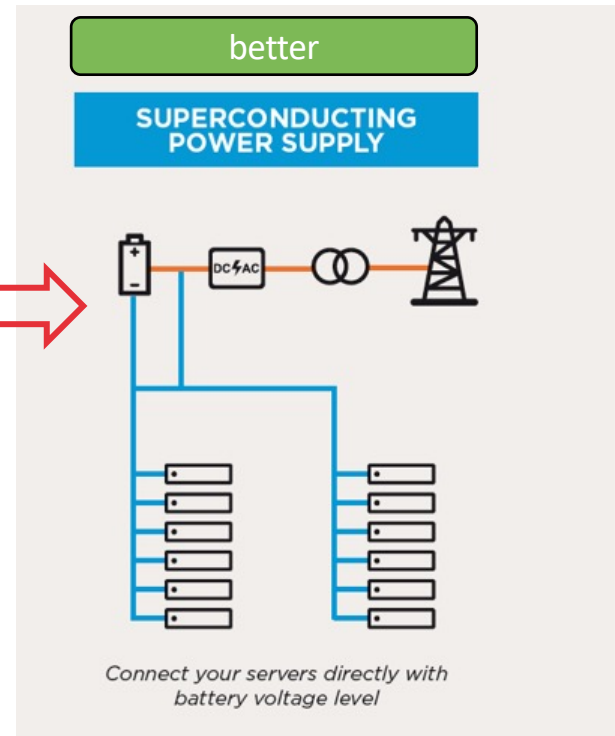 better
SUPERCONDUCTING
POWER SUPPLY
+
DC⚡AC
-
Connect your servers directly with
battery voltage level